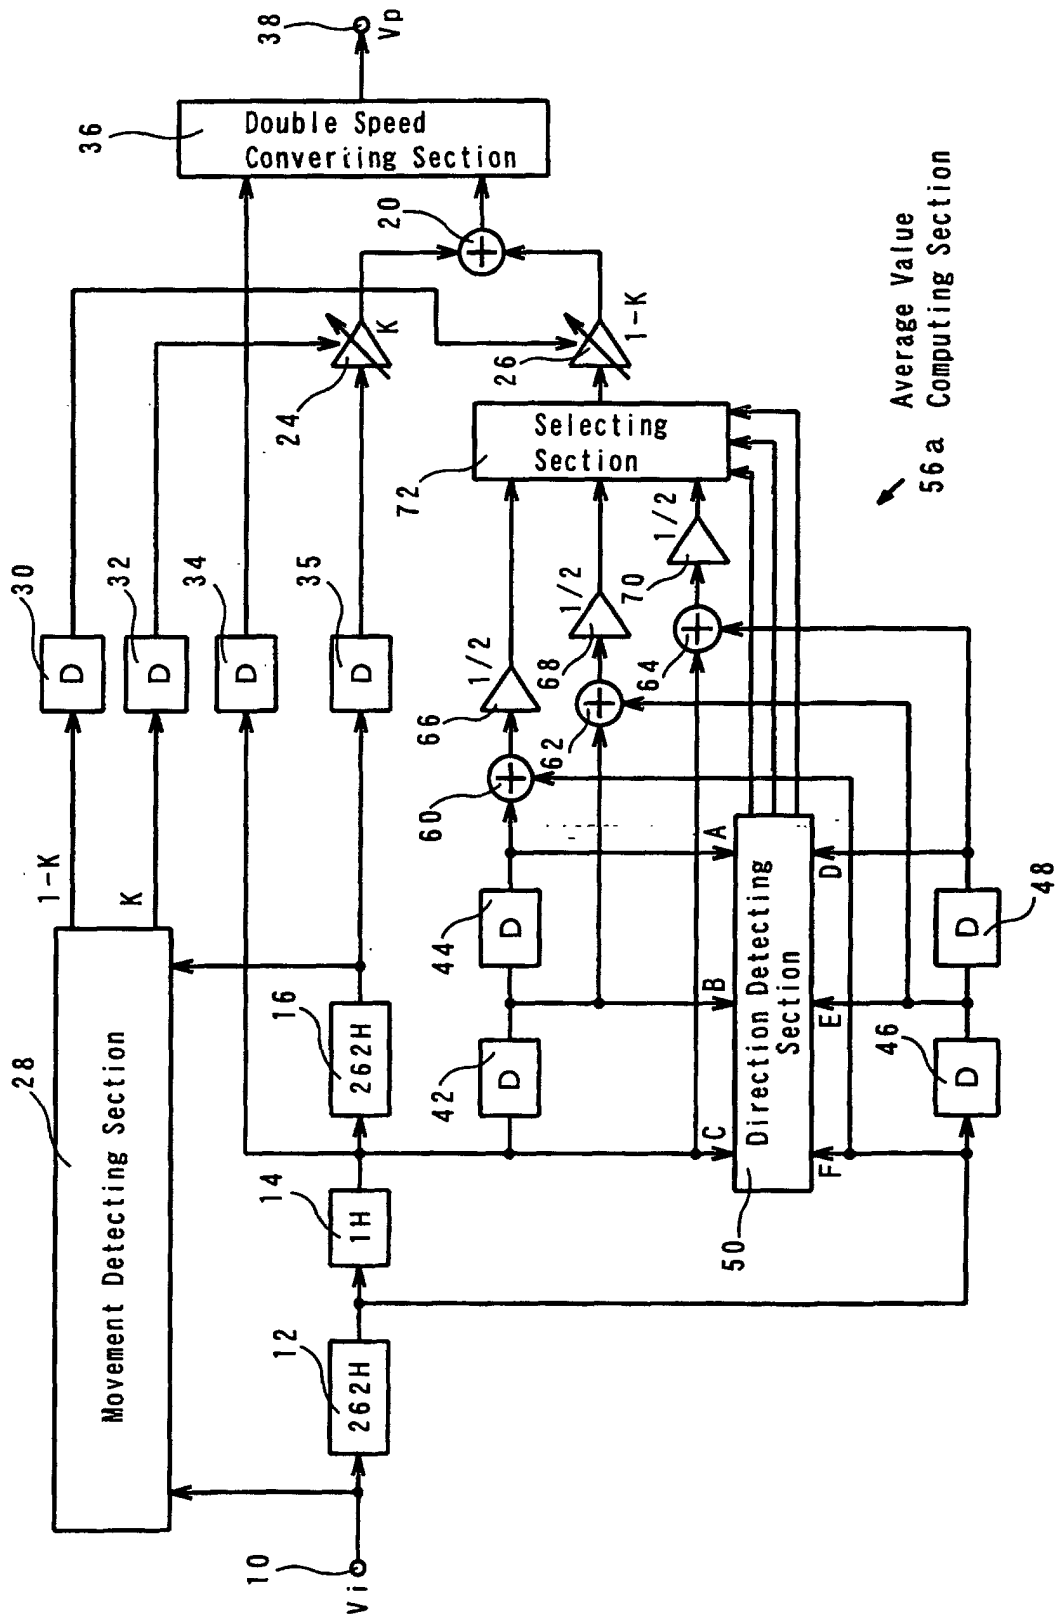 28
Movement Detecting Section
1-K
K
30
D
32
D
34
D
35
D
36
Double Speed
Converting Section
38
Vp
10
Vi
12
262H
14
1H
16
262H
24
K
20
26
1-K
42
D
44
D
60
66
1/2
62
68
1/2
64
70
1/2
72
Selecting
Section
50
Direction Detecting
Section
A
B
C
D
E
F
46
D
48
D
56a
Average Value
Computing Section